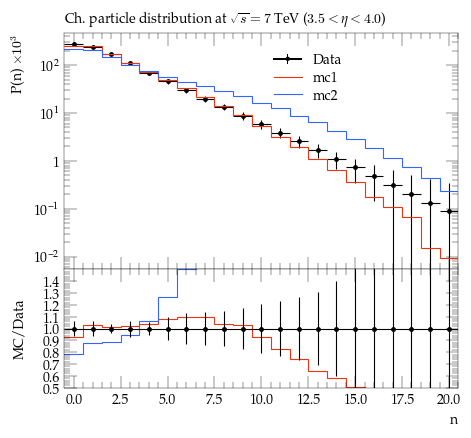 Ch. particle distribution at √s = 7 TeV (3.5 < η < 4.0)
P(n) ×10³
Data
mc1
mc2
10²
10¹
1
10⁻¹
10⁻²
MC/Data
1.4
1.3
1.2
1.1
1.0
0.9
0.8
0.7
0.6
0.5
0.0 2.5 5.0 7.5 10.0 12.5 15.0 17.5 20.0
n